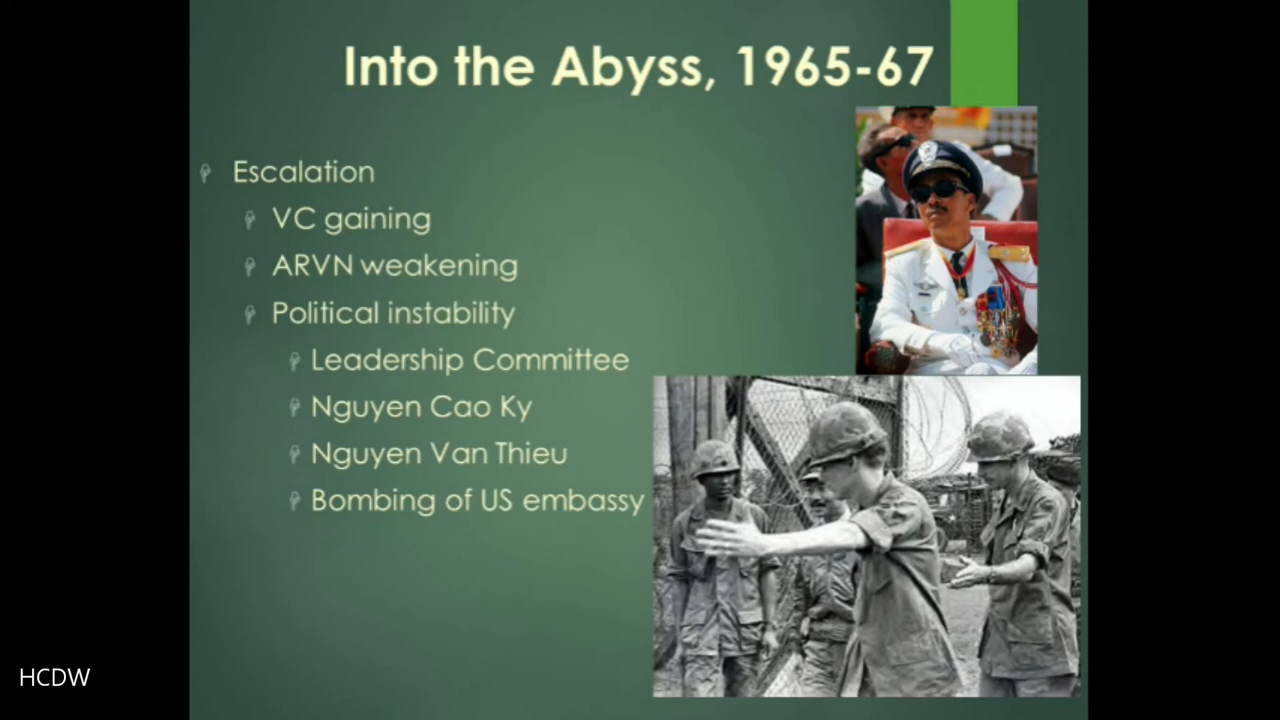 Into the Abyss, 1965-67
Escalation
VC gaining
ARVN weakening
Political instability
Leadership Committee
Nguyen Cao Ky
Nguyen Van Thieu
Bombing of US embassy
HCDW